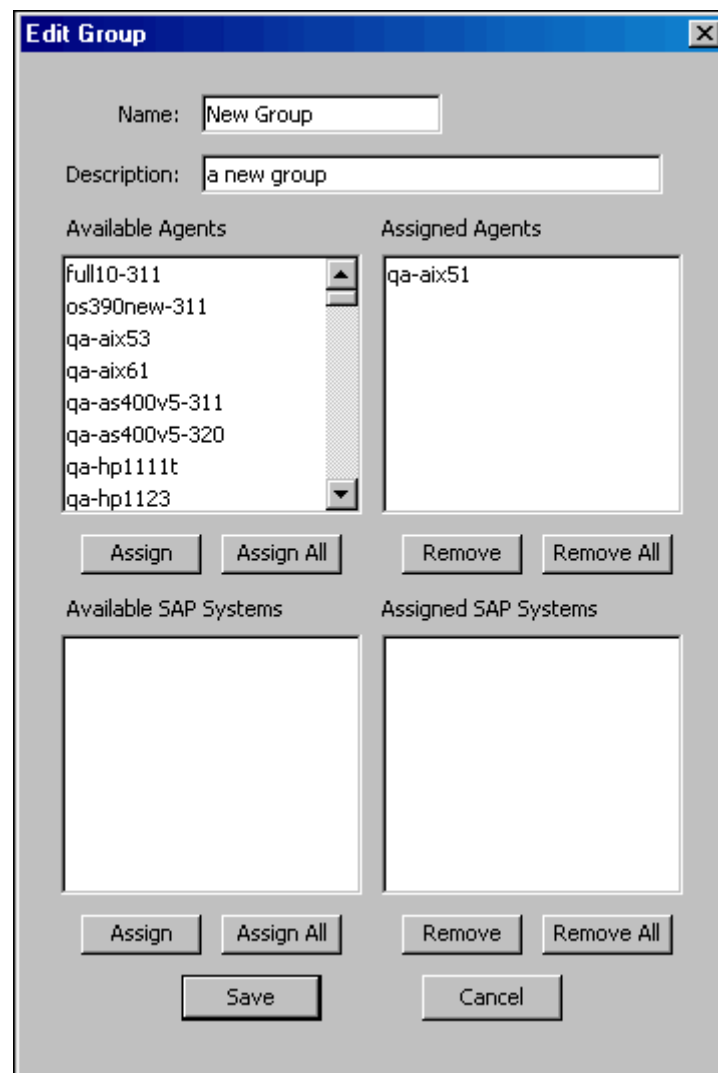 Edit Group
Name: New Group
Description: a new group
Available Agents
full10-311
os390new-311
qa-aix53
qa-aix61
qa-as400v5-311
qa-as400v5-320
qa-hp1111t
qa-hp1123
Assign Assign All
Assigned Agents
qa-aix51
Remove Remove All
Available SAP Systems
Assign Assign All
Assigned SAP Systems
Remove Remove All
Save Cancel